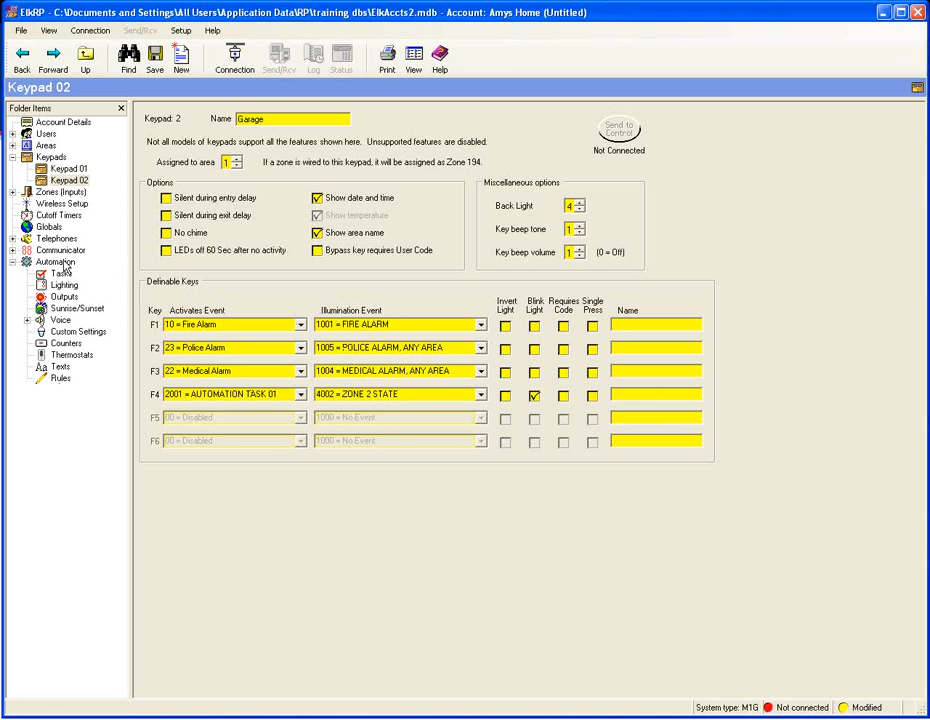 ElkRP - C:\Documents and Settings\All Users\Application Data\RP\training dbs\ElkAccts2.mdb - Account: Amys Home (Untitled)
File View Connection Send/Rcv Setup Help
Back Forward Up Find Save New Connection Send/Rcv Log Status Print View Help
Keypad 02
Folder Items
Account Details
Users
Areas
Keypads
Keypad 01
Keypad 02
Zones (Inputs)
Wireless Setup
Cutoff Timers
Globals
Telephones
88 Communicator
Automation
Tasks
Lighting
Outputs
Sunrise/Sunset
Voice
Custom Settings
Counters
Thermostats
Aa Texts
Rules
Keypad: 2 Name Garage
Send to Control
Not Connected
Not all models of keypads support all the features shown here. Unsupported features are disabled.
Assigned to area 1 If a zone is wired to this keypad, it will be assigned as Zone 194.
Options
Silent during entry delay Show date and time
Silent during exit delay Show temperature
No chime Show area name
LEDs off 60 Sec after no activity Bypass key requires User Code
Miscellaneous options
Back Light 4
Key beep tone 1
Key beep volume 1 (0 = Off)
Definable Keys
Key Activates Event Illumination Event Invert Light Blink Light Requires Code Single Press Name
F1 10 = Fire Alarm 1001 = FIRE ALARM
F2 23 = Police Alarm 1005 = POLICE ALARM, ANY AREA
F3 22 = Medical Alarm 1004 = MEDICAL ALARM, ANY AREA
F4 2001 = AUTOMATION TASK 01 4002 = ZONE 2 STATE
F5 00 = Disabled 1000 = No Event
F6 00 = Disabled 1000 = No Event
System type: M1G Not connected Modified